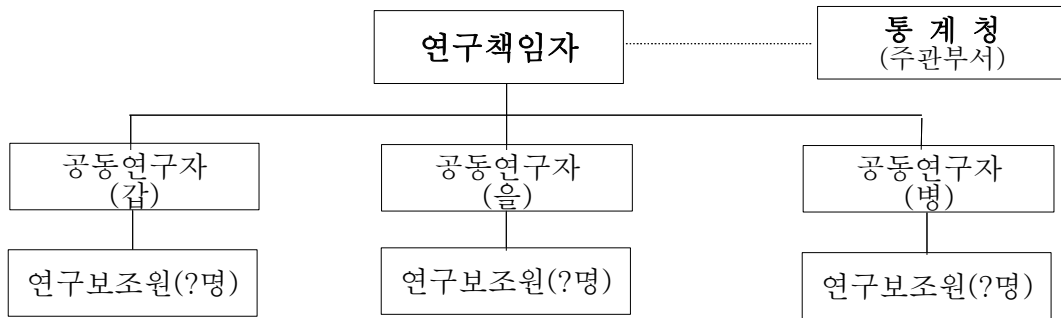 연구책임자
통 계 청
(주관부서)
공동연구자
(갑)
공동연구자
(을)
공동연구자
(병)
연구보조원(?명)
연구보조원(?명)
연구보조원(?명)